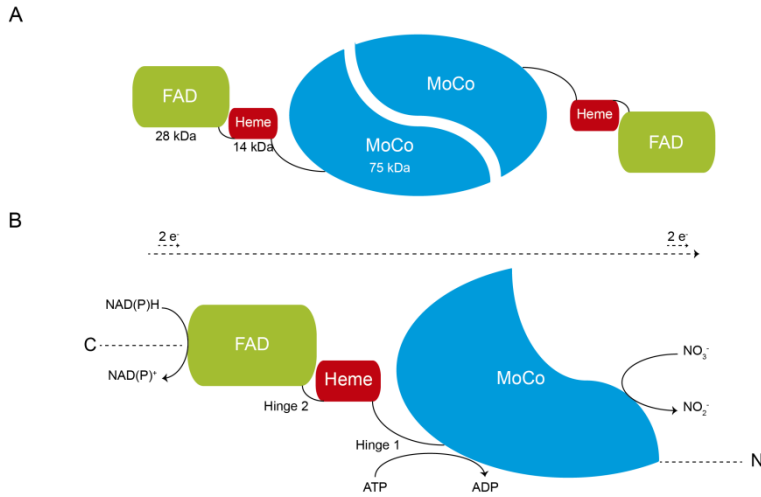 A
FAD
28 kDa
Heme
14 kDa
MoCo
MoCo
75 kDa
Heme
FAD
B
2 e⁻
2 e⁻
NAD(P)H
C
NAD(P)⁺
FAD
Hinge 2
Heme
Hinge 1
MoCo
NO₃⁻
NO₂⁻
N
ATP
ADP